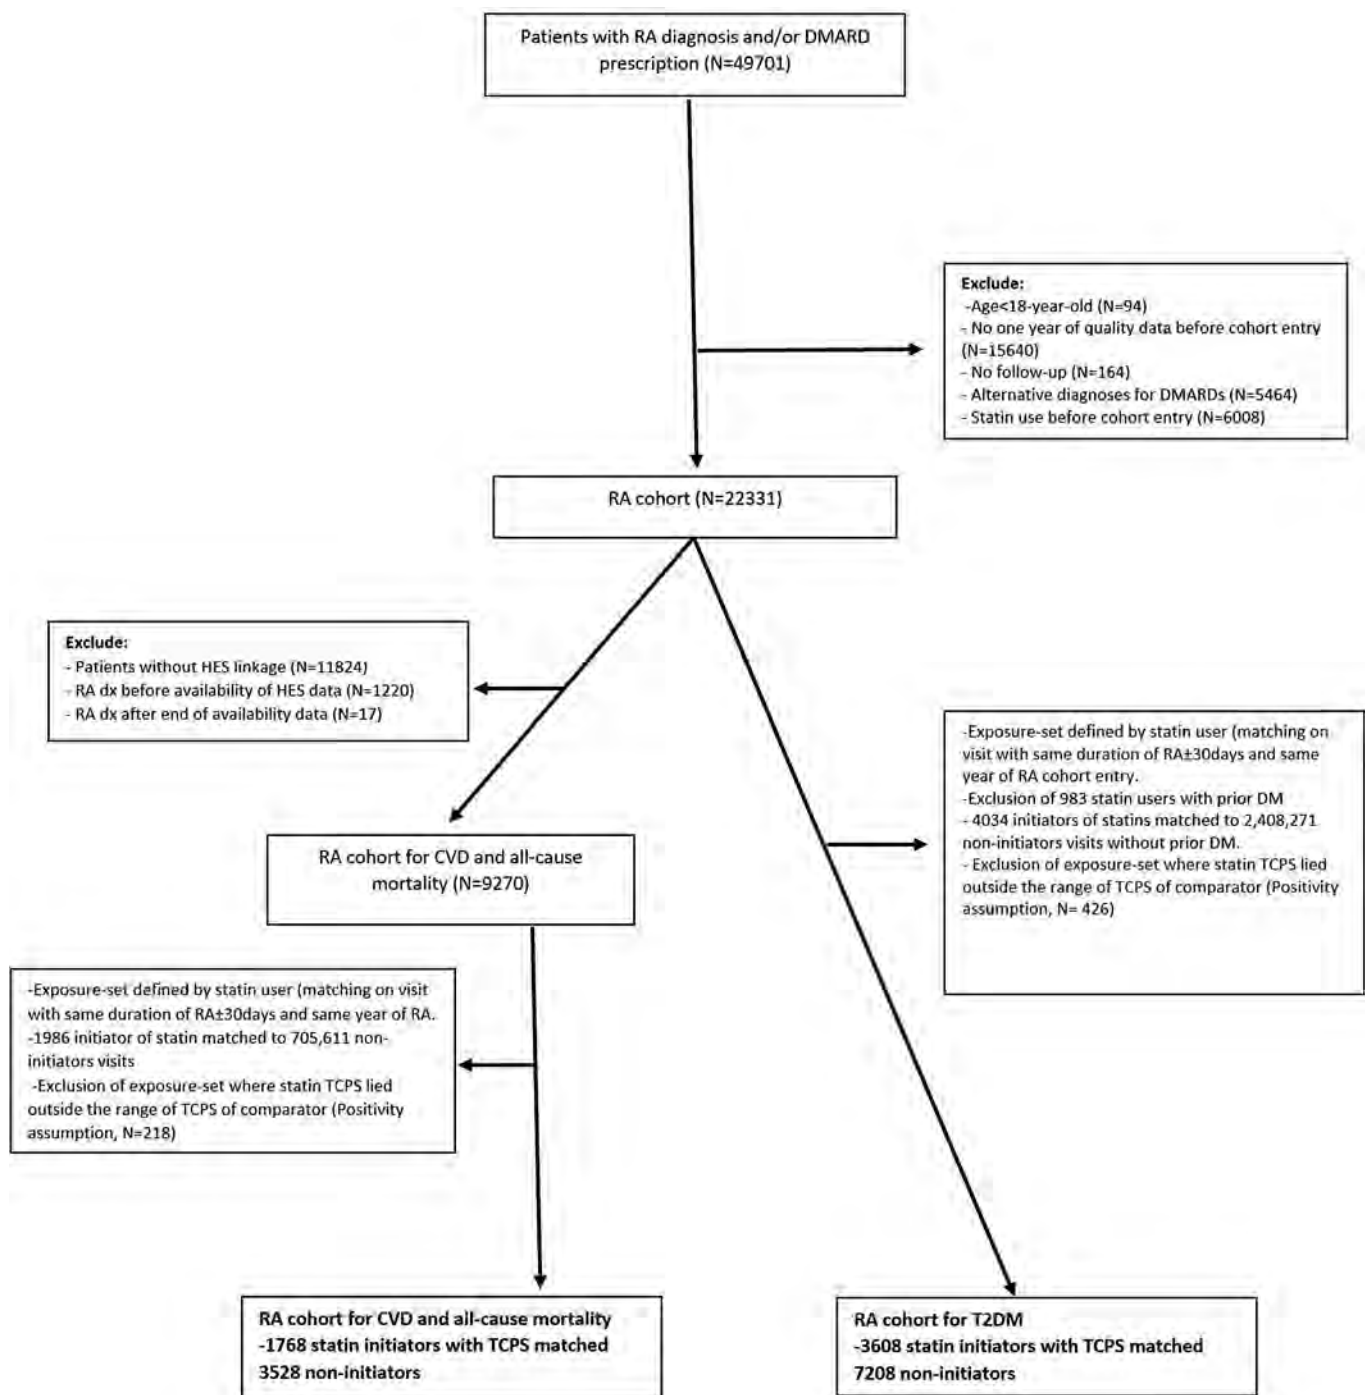 Patients with RA diagnosis and/or DMARD
prescription (N=49701)
Exclude:
-Age<18-year-old (N=94)
- No one year of quality data before cohort entry
(N=15640)
- No follow-up (N=164)
- Alternative diagnoses for DMARDs (N=5464)
- Statin use before cohort entry (N=6008)
RA cohort (N=22331)
Exclude:
- Patients without HES linkage (N=11824)
- RA dx before availability of HES data (N=1220)
- RA dx after end of availability data (N=17)
-Exposure-set defined by statin user (matching on
visit with same duration of RA±30days and same
year of RA cohort entry.
-Exclusion of 983 statin users with prior DM
- 4034 initiators of statins matched to 2,408,271
non-initiators visits without prior DM.
- Exclusion of exposure-set where statin TCPS lied
outside the range of TCPS of comparator (Positivity
assumption, N= 426)
RA cohort for CVD and all-cause
mortality (N=9270)
-Exposure-set defined by statin user (matching on visit
with same duration of RA±30days and same year of RA.
-1986 initiator of statin matched to 705,611 non-
initiators visits
-Exclusion of exposure-set where statin TCPS lied
outside the range of TCPS of comparator (Positivity
assumption, N=218)
RA cohort for CVD and all-cause mortality
-1768 statin initiators with TCPS matched
3528 non-initiators
RA cohort for T2DM
-3608 statin initiators with TCPS matched
7208 non-initiators